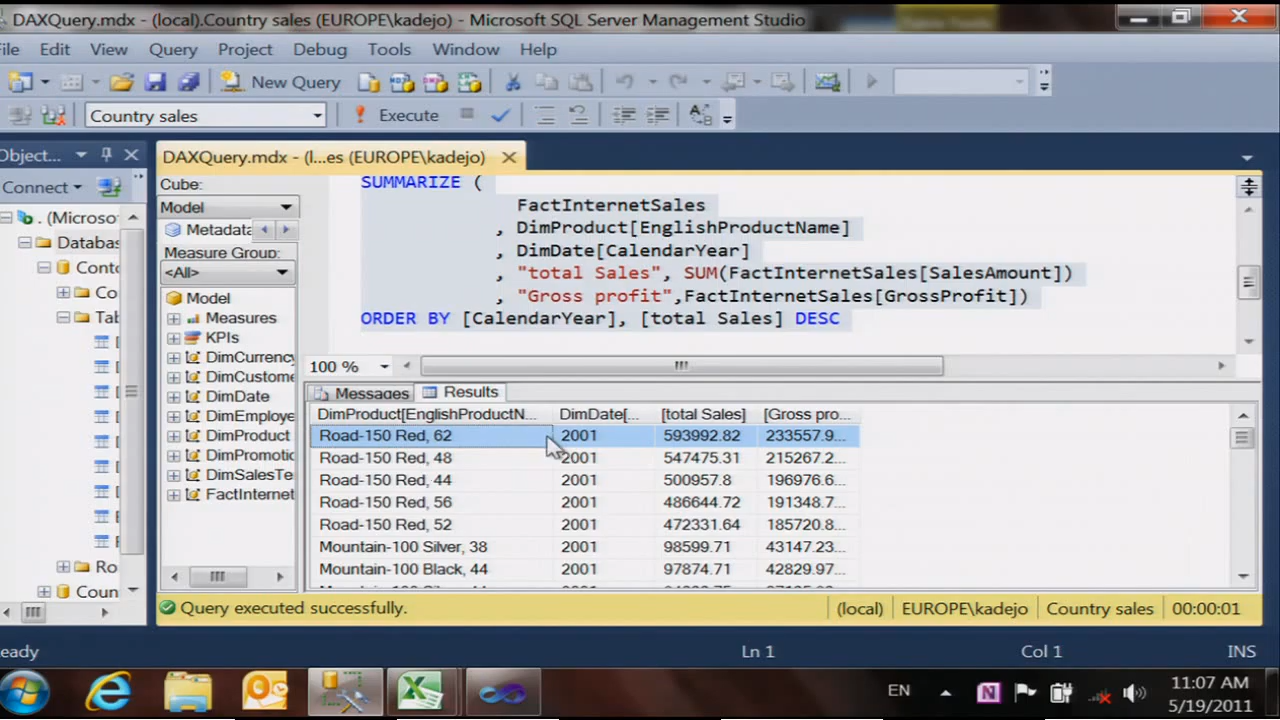 DAXQuery.mdx - (local).Country sales (EUROPE\kadejo) - Microsoft SQL Server Management Studio
File Edit View Query Project Debug Tools Window Help
New Query
Country sales
Execute
Object...
DAXQuery.mdx - (l...es (EUROPE\kadejo)
Connect
Cube:
Model
Metadata
Measure Group:
<All>
Model
Measures
KPIs
DimCurrency
DimCustome
DimDate
DimEmploye
DimProduct
DimPromotio
DimSalesTe
FactInternet
. (Microso
Databas
Conto
Co
Tab
Ro
Coun
SUMMARIZE (
FactInternetSales
, DimProduct[EnglishProductName]
, DimDate[CalendarYear]
, "total Sales", SUM(FactInternetSales[SalesAmount])
, "Gross profit",FactInternetSales[GrossProfit])
ORDER BY [CalendarYear], [total Sales] DESC
100 %
Messages Results
DimProduct[EnglishProductN... DimDate[... [total Sales] [Gross pro...
Road-150 Red, 62 2001 593992.82 233557.9...
Road-150 Red, 48 2001 547475.31 215267.2...
Road-150 Red, 44 2001 500957.8 196976.6...
Road-150 Red, 56 2001 486644.72 191348.7...
Road-150 Red, 52 2001 472331.64 185720.8...
Mountain-100 Silver, 38 2001 98599.71 43147.23...
Mountain-100 Black, 44 2001 97874.71 42829.97...
Query executed successfully. (local) EUROPE\kadejo Country sales 00:00:01
eady Ln 1 Col 1 INS
EN
11:07 AM
5/19/2011